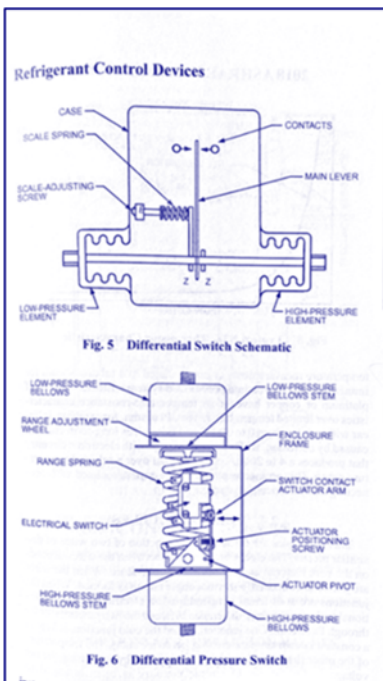 Refrigerant Control Devices
CASE
SCALE SPRING
CONTACTS
MAIN LEVER
SCALE-ADJUSTING
SCREW
Z Z
LOW-PRESSURE
ELEMENT
HIGH-PRESSURE
ELEMENT
Fig. 5 Differential Switch Schematic
LOW-PRESSURE
BELLOWS
LOW-PRESSURE
BELLOWS STEM
RANGE ADJUSTMENT
WHEEL
ENCLOSURE
FRAME
RANGE SPRING
SWITCH CONTACT
ACTUATOR ARM
ELECTRICAL SWITCH
ACTUATOR
POSITIONING
SCREW
ACTUATOR PIVOT
HIGH-PRESSURE
BELLOWS STEM
HIGH-PRESSURE
BELLOWS
Fig. 6 Differential Pressure Switch